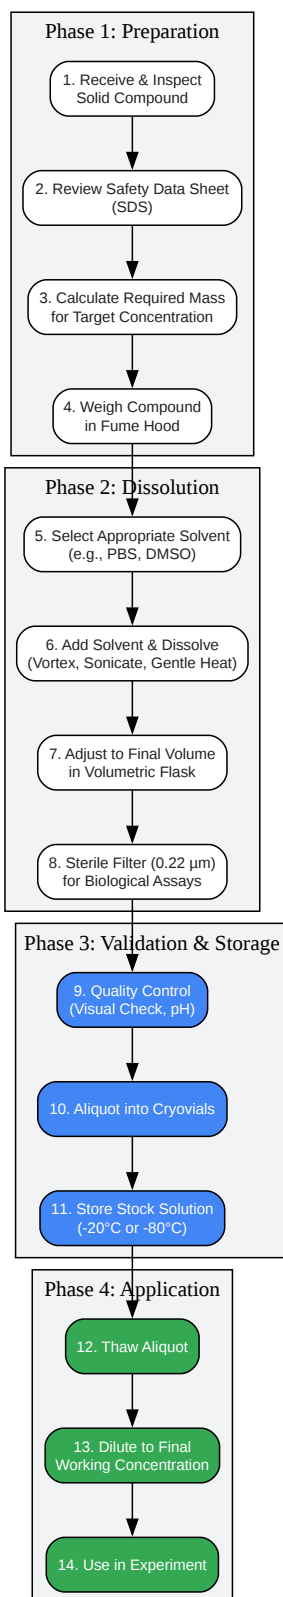 Phase 1: Preparation
1. Receive & Inspect
Solid Compound
2. Review Safety Data Sheet
(SDS)
3. Calculate Required Mass
for Target Concentration
4. Weigh Compound
in Fume Hood
Phase 2: Dissolution
5. Select Appropriate Solvent
(e.g., PBS, DMSO)
6. Add Solvent & Dissolve
(Vortex, Sonicate, Gentle Heat)
7. Adjust to Final Volume
in Volumetric Flask
8. Sterile Filter (0.22 µm)
for Biological Assays
Phase 3: Validation & Storage
9. Quality Control
(Visual Check, pH)
10. Aliquot into Cryovials
11. Store Stock Solution
(-20°C or -80°C)
Phase 4: Application
12. Thaw Aliquot
13. Dilute to Final
Working Concentration
14. Use in Experiment